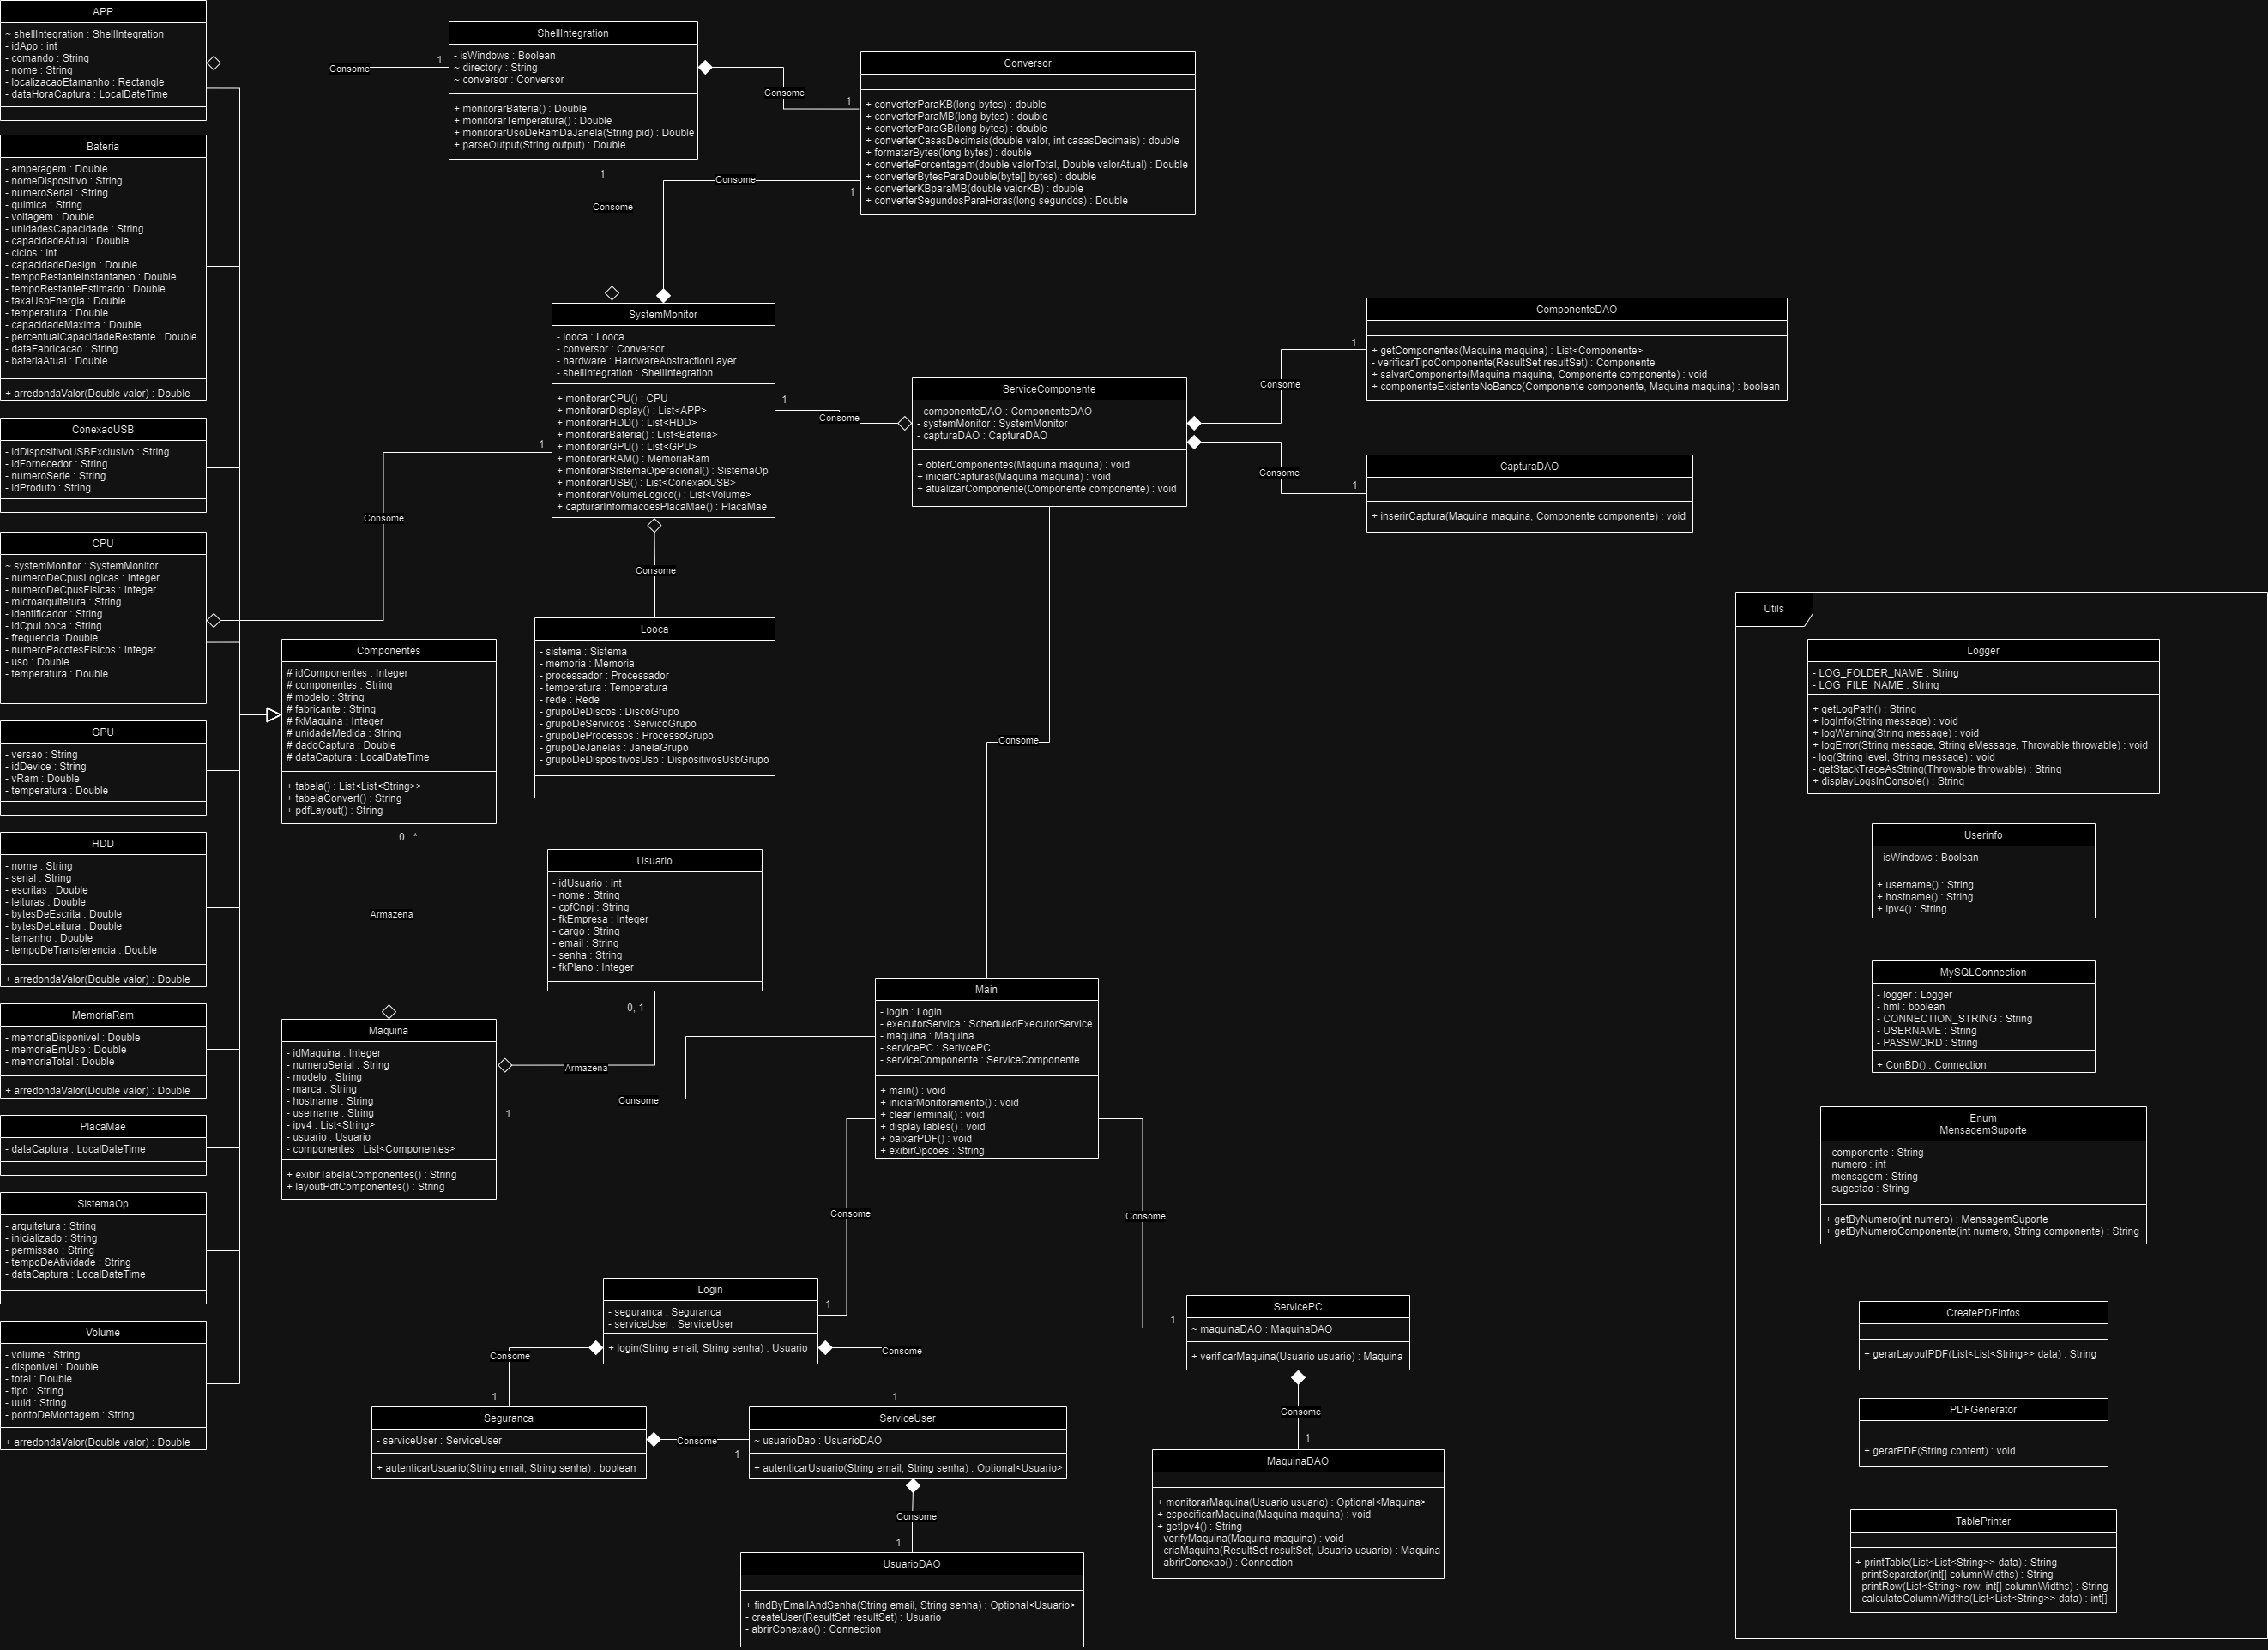 APP
~ shellIntegration : ShellIntegration
- idApp : int
- comando : String
- nome : String
- localizacaoEtamanho : Rectangle
- dataHoraCaptura : LocalDateTime
Consome
1
ShellIntegration
- isWindows : Boolean
~ directory : String
~ conversor : Conversor
+ monitorarBateria() : Double
+ monitorarTemperatura() : Double
+ monitorarUsoDeRamDaJanela(String pid) : Double
+ parseOutput(String output) : Double
Consome
1
Conversor
+ converterParaKB(long bytes) : double
+ converterParaMB(long bytes) : double
+ converterParaGB(long bytes) : double
+ converterCasasDecimais(double valor, int casasDecimais) : double
+ formatarBytes(long bytes) : double
+ convertePorcentagem(double valorTotal, Double valorAtual) : Double
+ converterBytesParaDouble(byte[] bytes) : double
+ converterKBparaMB(double valorKB) : double
+ converterSegundosParaHoras(long segundos) : Double
Consome
1
1
Consome
Bateria
- amperagem : Double
- nomeDispositivo : String
- numeroSerial : String
- quimica : String
- voltagem : Double
- unidadesCapacidade : String
- capacidadeAtual : Double
- ciclos : int
- capacidadeDesign : Double
- tempoRestanteInstantaneo : Double
- tempoRestanteEstimado : Double
- taxaUsoEnergia : Double
- temperatura : Double
- capacidadeMaxima : Double
- percentualCapacidadeRestante : Double
- dataFabricacao : String
- bateriaAtual : Double
+ arredondaValor(Double valor) : Double
SystemMonitor
- looca : Looca
- conversor : Conversor
- hardware : HardwareAbstractionLayer
- shellIntegration : ShellIntegration
+ monitorarCPU() : CPU
+ monitorarDisplay() : List<APP>
+ monitorarHDD() : List<HDD>
+ monitorarBateria() : List<Bateria>
+ monitorarGPU() : List<GPU>
+ monitorarRAM() : MemoriaRam
+ monitorarSistemaOperacional() : SistemaOp
+ monitorarUSB() : List<ConexaoUSB>
+ monitorarVolumeLogico() : List<Volume>
+ capturarInformacoesPlacaMae() : PlacaMae
1
Consome
ServiceComponente
- componenteDAO : ComponenteDAO
- systemMonitor : SystemMonitor
- capturaDAO : CapturaDAO
+ obterComponentes(Maquina maquina) : void
+ iniciarCapturas(Maquina maquina) : void
+ atualizarComponente(Componente componente) : void
1
Consome
ComponenteDAO
+ getComponentes(Maquina maquina) : List<Componente>
- verificarTipoComponente(ResultSet resultSet) : Componente
+ salvarComponente(Maquina maquina, Componente componente) : void
+ componenteExistenteNoBanco(Componente componente, Maquina maquina) : boolean
Consome
1
CapturaDAO
+ inserirCaptura(Maquina maquina, Componente componente) : void
ConexaoUSB
- idDispositivoUSBExclusivo : String
- idFornecedor : String
- numeroSerie : String
- idProduto : String
1
Consome
Consome
CPU
~ systemMonitor : SystemMonitor
- numeroDeCpusLogicas : Integer
- numeroDeCpusFisicas : Integer
- microarquitetura : String
- identificador : String
- idCpuLooca : String
- frequencia :Double
- numeroPacotesFisicos : Integer
- uso : Double
- temperatura : Double
Looca
- sistema : Sistema
- memoria : Memoria
- processador : Processador
- temperatura : Temperatura
- rede : Rede
- grupoDeDiscos : DiscoGrupo
- grupoDeServicos : ServicoGrupo
- grupoDeProcessos : ProcessoGrupo
- grupoDeJanelas : JanelaGrupo
- grupoDeDispositivosUsb : DispositivosUsbGrupo
Componentes
# idComponentes : Integer
# componentes : String
# modelo : String
# fabricante : String
# fkMaquina : Integer
# unidadeMedida : String
# dadoCaptura : Double
# dataCaptura : LocalDateTime
+ tabela() : List<List<String>>
+ tabelaConvert() : String
+ pdfLayout() : String
0...*
Armazena
GPU
- versao : String
- idDevice : String
- vRam : Double
- temperatura : Double
HDD
- nome : String
- serial : String
- escritas : Double
- leituras : Double
- bytesDeEscrita : Double
- bytesDeLeitura : Double
- tamanho : Double
- tempoDeTransferencia : Double
+ arredondaValor(Double valor) : Double
Usuario
- idUsuario : int
- nome : String
- cpfCnpj : String
- fkEmpresa : Integer
- cargo : String
- email : String
- senha : String
- fkPlano : Integer
0, 1
Armazena
Consome
Main
- login : Login
- executorService : ScheduledExecutorService
- maquina : Maquina
- servicePC : SerivcePC
- serviceComponente : ServiceComponente
+ main() : void
+ iniciarMonitoramento() : void
+ clearTerminal() : void
+ displayTables() : void
+ baixarPDF() : void
+ exibirOpcoes : String
MemoriaRam
- memoriaDisponivel : Double
- memoriaEmUso : Double
- memoriaTotal : Double
+ arredondaValor(Double valor) : Double
Maquina
- idMaquina : Integer
- numeroSerial : String
- modelo : String
- marca : String
- hostname : String
- username : String
- ipv4 : List<String>
- usuario : Usuario
- componentes : List<Componentes>
+ exibirTabelaComponentes() : String
+ layoutPdfComponentes() : String
1
Consome
PlacaMae
- dataCaptura : LocalDateTime
SistemaOp
- arquitetura : String
- inicializado : String
- permissao : String
- tempoDeAtividade : String
- dataCaptura : LocalDateTime
Volume
- volume : String
- disponivel : Double
- total : Double
- tipo : String
- uuid : String
- pontoDeMontagem : String
+ arredondaValor(Double valor) : Double
Consome
Consome
Login
- seguranca : Seguranca
- serviceUser : ServiceUser
+ login(String email, String senha) : Usuario
1
Consome
1
Consome
1
Seguranca
- serviceUser : ServiceUser
+ autenticarUsuario(String email, String senha) : boolean
Consome
1
ServiceUser
~ usuarioDao : UsuarioDAO
+ autenticarUsuario(String email, String senha) : Optional<Usuario>
Consome
1
UsuarioDAO
+ findByEmailAndSenha(String email, String senha) : Optional<Usuario>
- createUser(ResultSet resultSet) : Usuario
- abrirConexao() : Connection
1
ServicePC
~ maquinaDAO : MaquinaDAO
+ verificarMaquina(Usuario usuario) : Maquina
Consome
1
MaquinaDAO
+ monitorarMaquina(Usuario usuario) : Optional<Maquina>
+ especificarMaquina(Maquina maquina) : void
+ getIpv4() : String
- verifyMaquina(Maquina maquina) : void
- criaMaquina(ResultSet resultSet, Usuario usuario) : Maquina
- abrirConexao() : Connection
Utils
Logger
- LOG_FOLDER_NAME : String
- LOG_FILE_NAME : String
+ getLogPath() : String
+ logInfo(String message) : void
+ logWarning(String message) : void
+ logError(String message, String eMessage, Throwable throwable) : void
- log(String level, String message) : void
- getStackTraceAsString(Throwable throwable) : String
+ displayLogsInConsole() : String
Userinfo
- isWindows : Boolean
+ username() : String
+ hostname() : String
+ ipv4() : String
MySQLConnection
- logger : Logger
- hml : boolean
- CONNECTION_STRING : String
- USERNAME : String
- PASSWORD : String
+ ConBD() : Connection
Enum
MensagemSuporte
- componente : String
- numero : int
- mensagem : String
- sugestao : String
+ getByNumero(int numero) : MensagemSuporte
+ getByNumeroComponente(int numero, String componente) : String
CreatePDFInfos
+ gerarLayoutPDF(List<List<String>> data) : String
PDFGenerator
+ gerarPDF(String content) : void
TablePrinter
+ printTable(List<List<String>> data) : String
- printSeparator(int[] columnWidths) : String
- printRow(List<String> row, int[] columnWidths) : String
- calculateColumnWidths(List<List<String>> data) : int[]